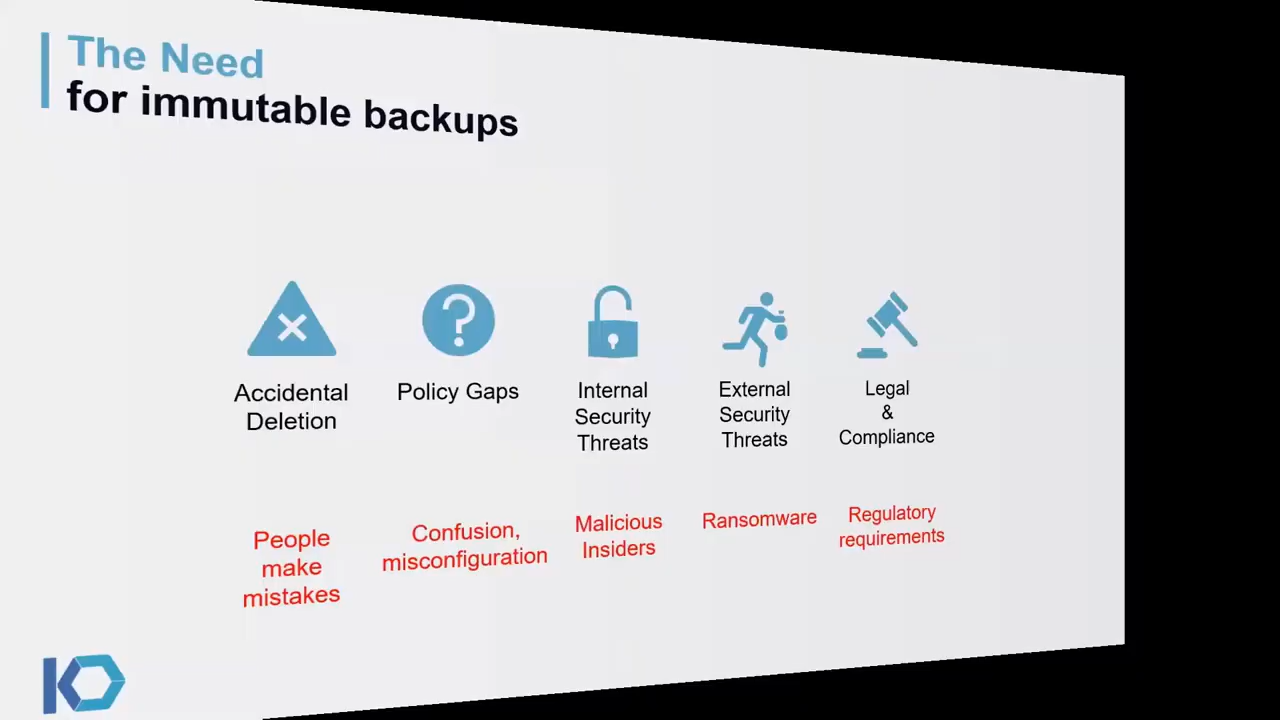 The Need
for immutable backups
Accidental
Deletion
Policy Gaps
Internal
Security
Threats
External
Security
Threats
Legal
&
Compliance
People
make
mistakes
Confusion,
misconfiguration
Malicious
Insiders
Ransomware
Regulatory
requirements